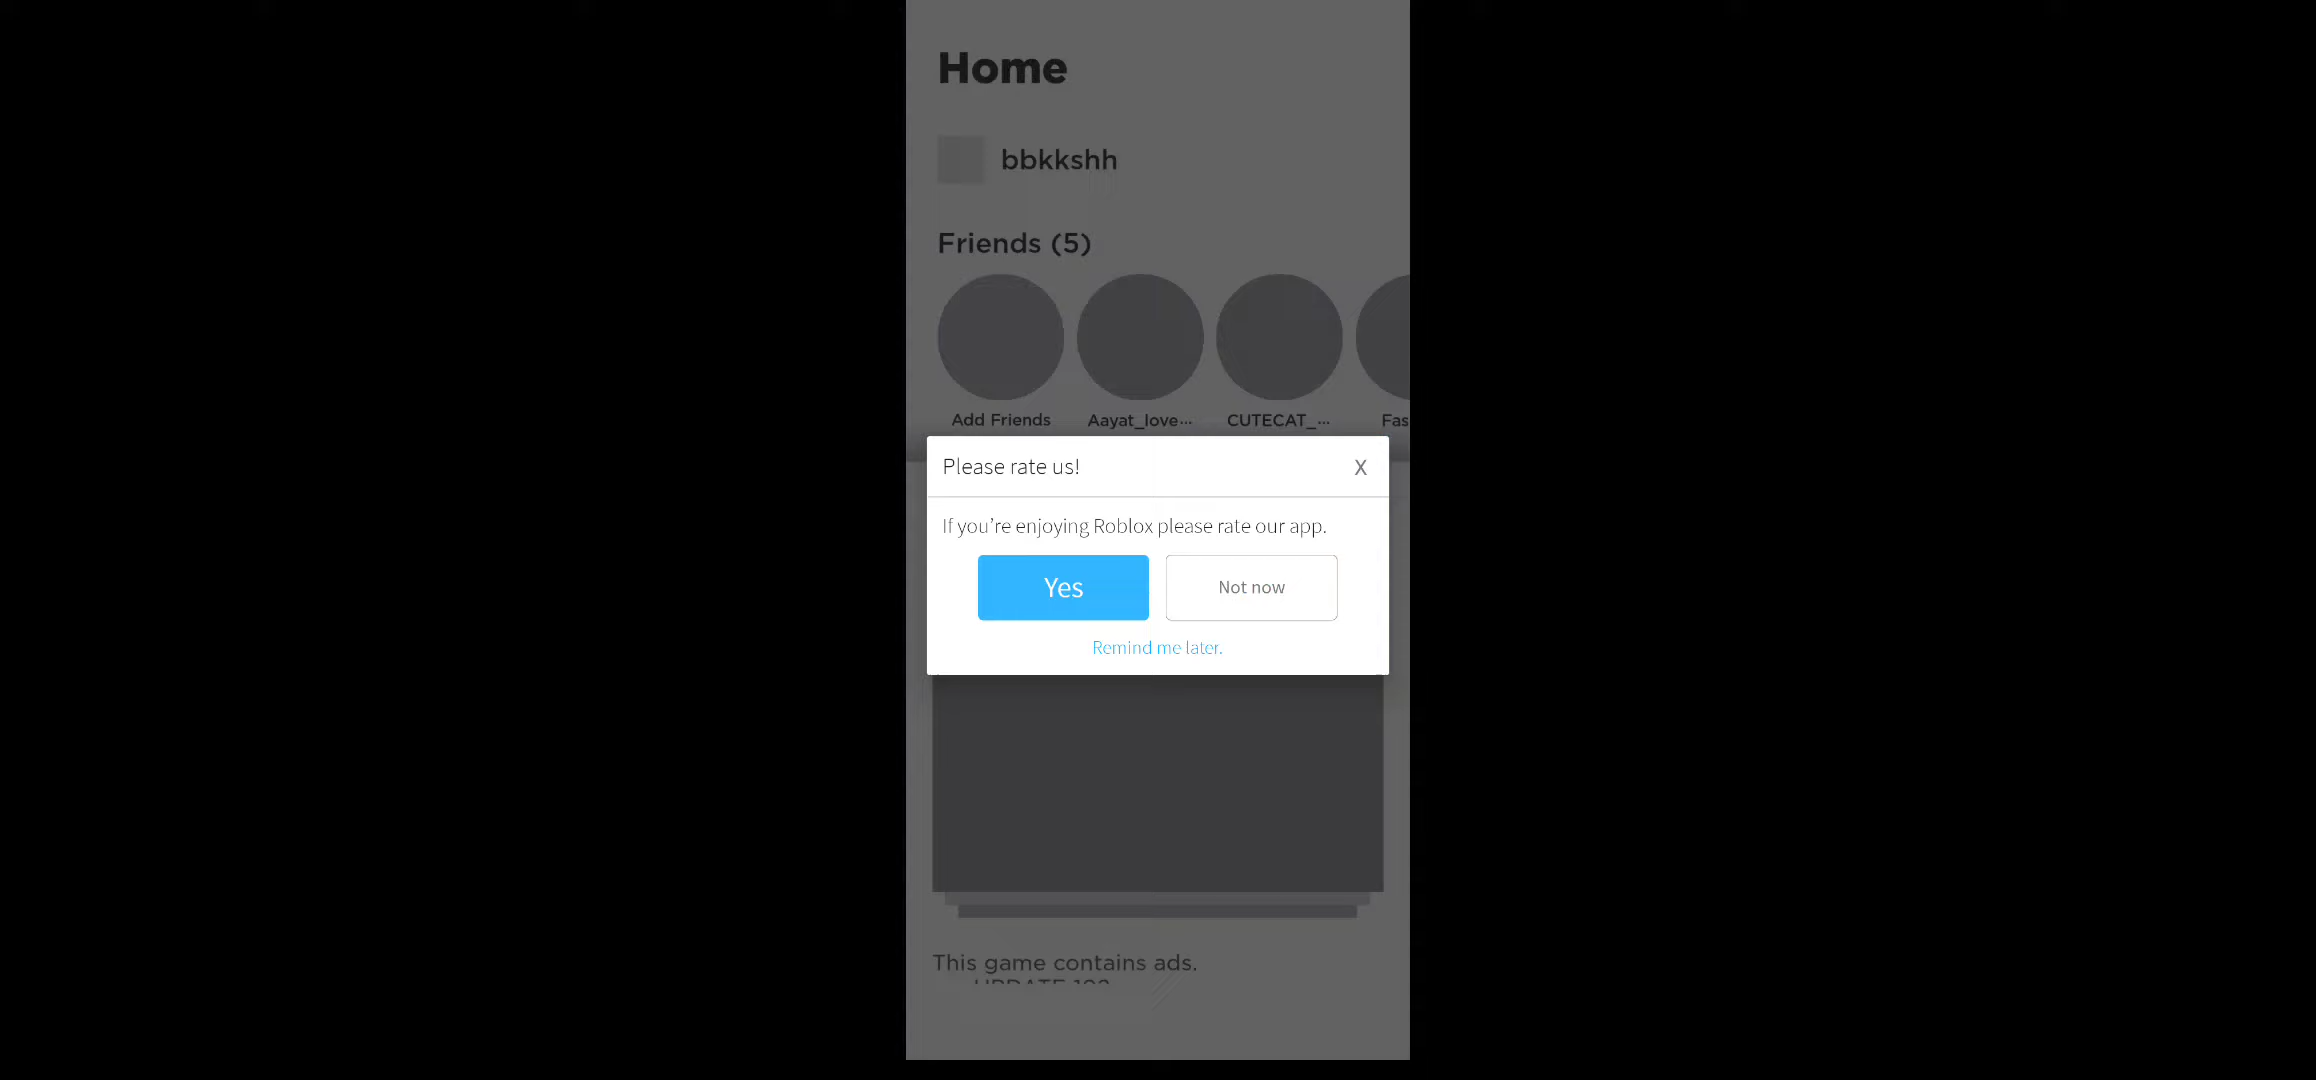 Home
bbkkshh
Friends (5)
Add Friends
Aayat_love...
CUTECAT_...
Fas
Please rate us!
X
If you’re enjoying Roblox please rate our app.
Yes
Not now
Remind me later.
This game contains ads.